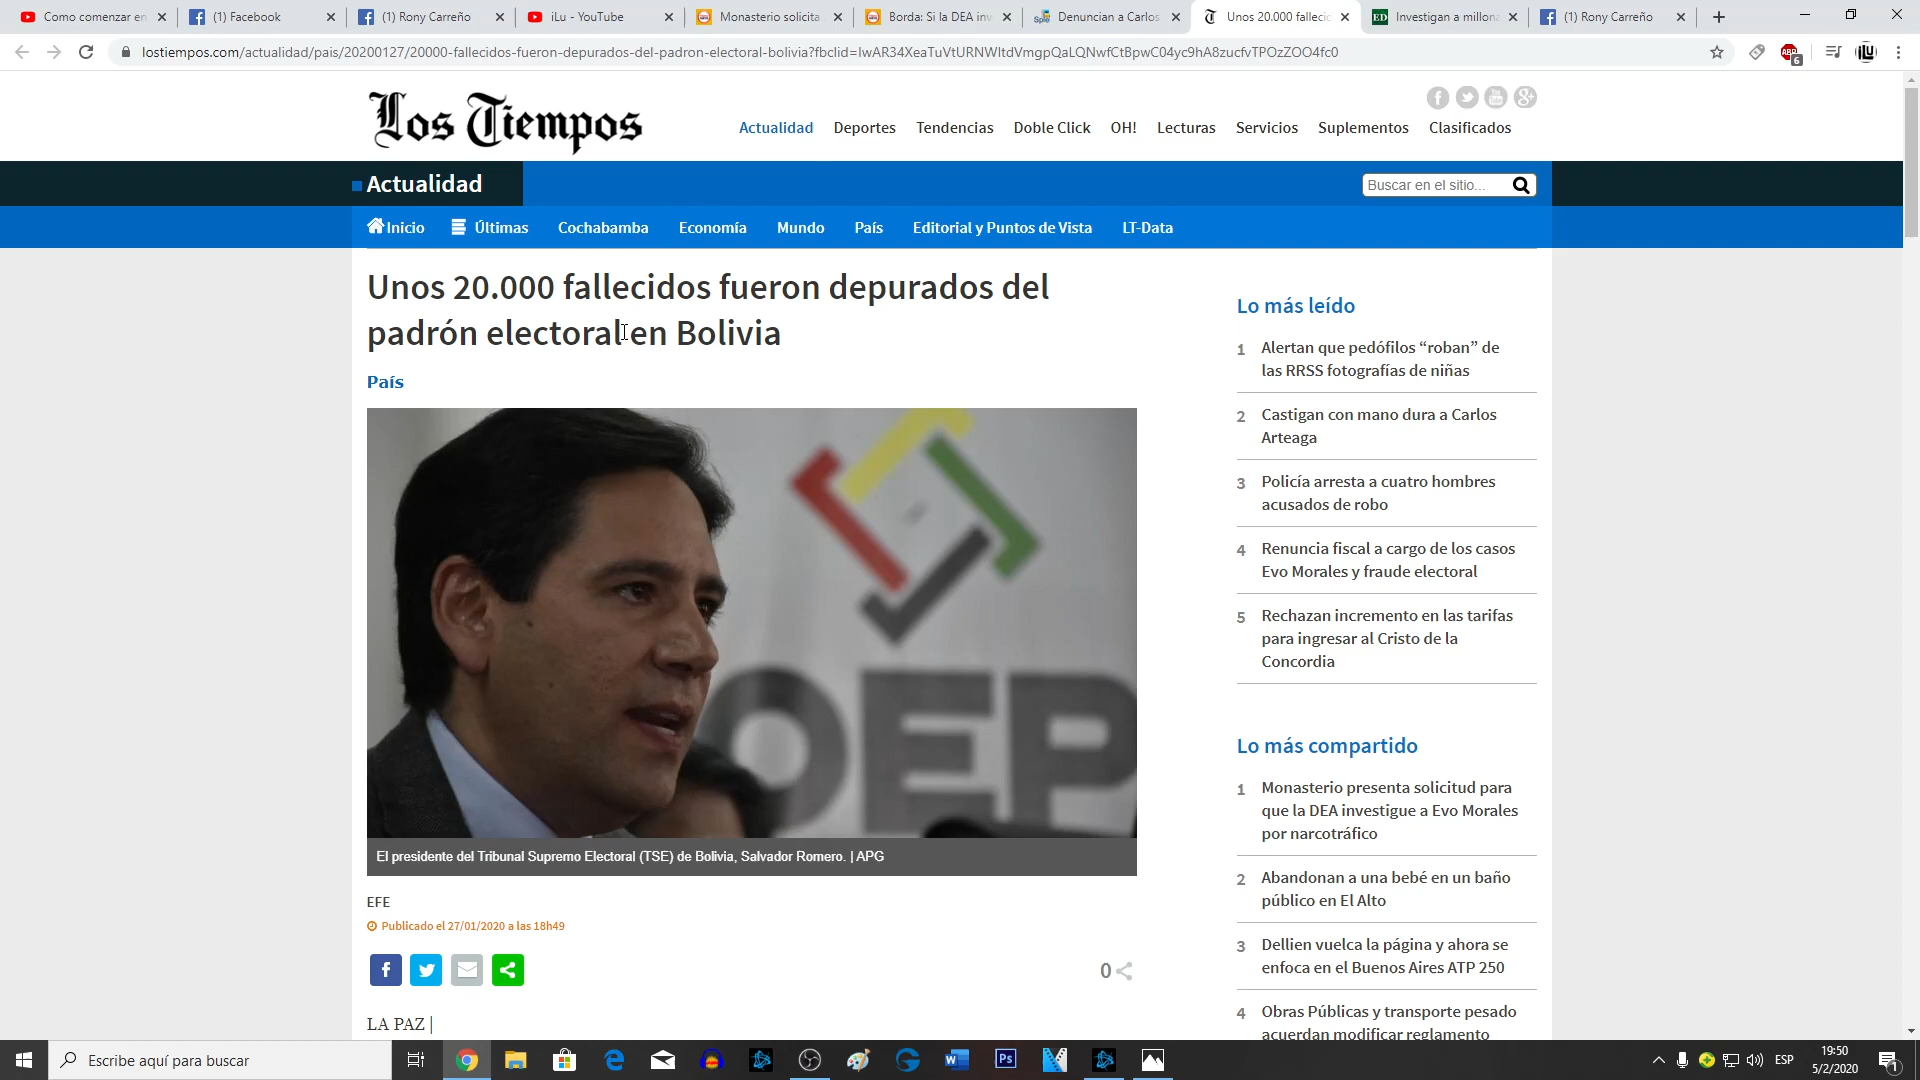 Como comenzar en
(1) Facebook
(1) Rony Carreño
iLu - YouTube
Monasterio solicita
Borda: Si la DEA inv
Denuncian a Carlos
Unos 20.000 fallecid
Investigan a millona
(1) Rony Carreño
lostiempos.com/actualidad/pais/20200127/20000-fallecidos-fueron-depurados-del-padron-electoral-bolivia?fbclid=IwAR34XeaTuVtURNWItdVmgpQaLQNwfCtBpwC04yc9hA8zucfvTPOzZOO4fc0
ABP
6
iLU
Los Tiempos
Actualidad
Deportes
Tendencias
Doble Click
OH!
Lecturas
Servicios
Suplementos
Clasificados
Actualidad
Buscar en el sitio...
Inicio
Últimas
Cochabamba
Economía
Mundo
País
Editorial y Puntos de Vista
LT-Data
Unos 20.000 fallecidos fueron depurados del
padrón electoral en Bolivia
País
OEP
El presidente del Tribunal Supremo Electoral (TSE) de Bolivia, Salvador Romero. | APG
EFE
Publicado el 27/01/2020 a las 18h49
0
LA PAZ |
Lo más leído
1 Alertan que pedófilos “roban” de
las RRSS fotografías de niñas
2 Castigan con mano dura a Carlos
Arteaga
3 Policía arresta a cuatro hombres
acusados de robo
4 Renuncia fiscal a cargo de los casos
Evo Morales y fraude electoral
5 Rechazan incremento en las tarifas
para ingresar al Cristo de la
Concordia
Lo más compartido
1 Monasterio presenta solicitud para
que la DEA investigue a Evo Morales
por narcotráfico
2 Abandonan a una bebé en un baño
público en El Alto
3 Dellien vuelca la página y ahora se
enfoca en el Buenos Aires ATP 250
4 Obras Públicas y transporte pesado
acuerdan modificar reglamento
Escribe aquí para buscar
ESP
19:50
5/2/2020
1